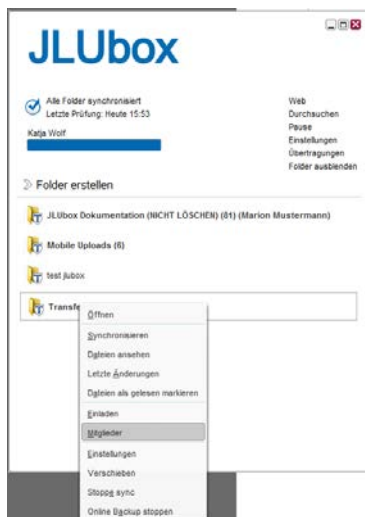 JLUbox
Alle Folder synchronisiert
Letzte Prüfung: Heute 15:53
Katja Wolf
Web
Durchsuchen
Pause
Einstellungen
Übertragungen
Folder ausblenden
Folder erstellen
JLUbox Dokumentation (NICHT LÖSCHEN) (81) (Marion Mustermann)
Mobile Uploads (6)
test jlubox
Transfe
Öffnen
Synchronisieren
Dateien ansehen
Letzte Änderungen
Dateien als gelesen markieren
Einladen
Mitglieder
Einstellungen
Verschieben
Stoppe sync
Online Backup stoppen